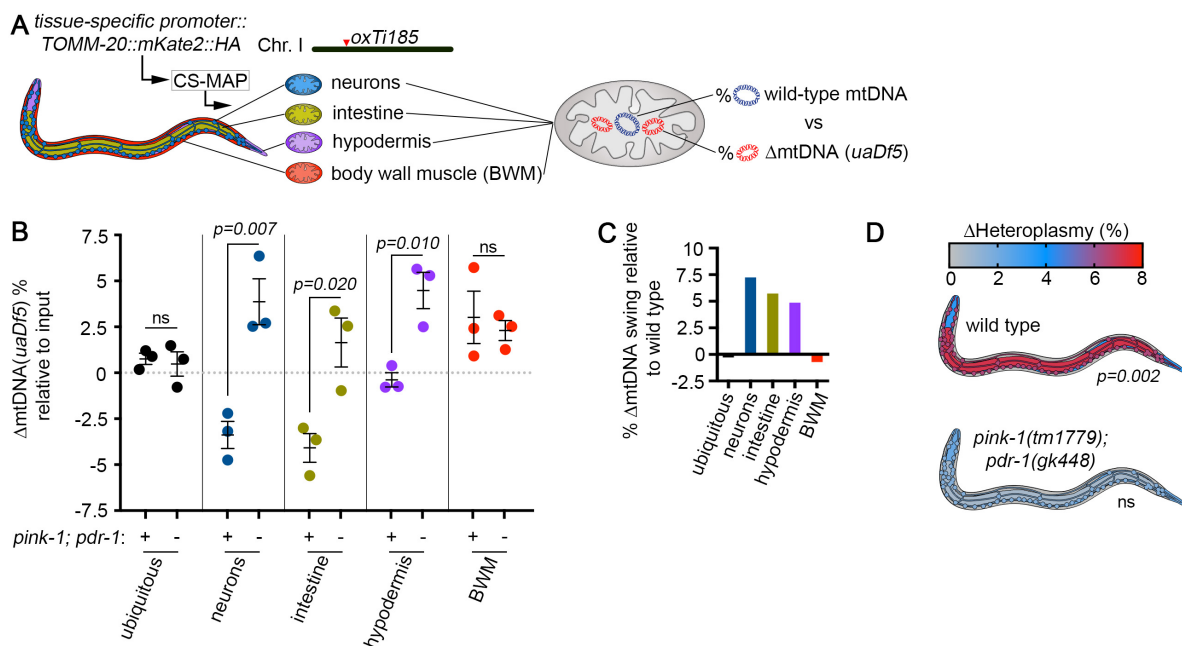 A
tissue-specific promoter::
TOMM-20::mKate2::HA
Chr. I
oxTi185
CS-MAP
neurons
intestine
hypodermis
body wall muscle (BWM)
% wild-type mtDNA
vs
% ΔmtDNA (uaDf5)
B
ΔmtDNA(uaDf5) %
relative to input
7.5
5
2.5
0
-2.5
-5
-7.5
ns
p=0.007
p=0.020
p=0.010
ns
pink-1; pdr-1:
+ - + - + - + - + -
ubiquitous
neurons
intestine
hypodermis
BWM
C
% ΔmtDNA swing relative
to wild type
10
7.5
5
2.5
0
-2.5
ubiquitous
neurons
intestine
hypodermis
BWM
D
ΔHeteroplasmy (%)
0 2 4 6 8
wild type
p=0.002
pink-1(tm1779);
pdr-1(gk448)
ns